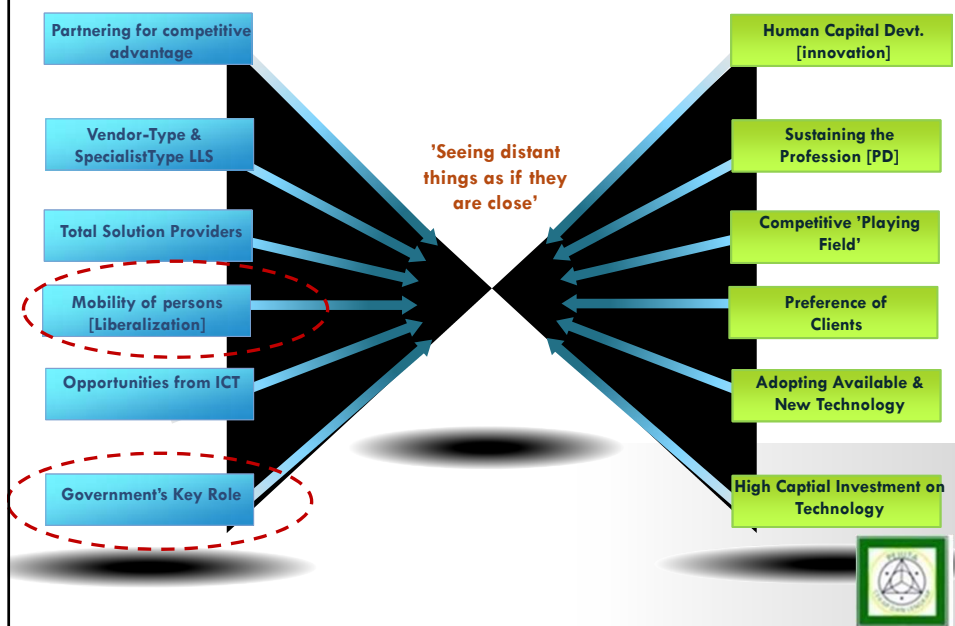 Partnering for competitive
advantage
Vendor-Type &
SpecialistType LLS
Total Solution Providers
Mobility of persons
[Liberalization]
Opportunities from ICT
Government's Key Role
'Seeing distant
things as if they
are close'
Human Capital Devt.
[innovation]
Sustaining the
Profession [PD]
Competitive 'Playing
Field'
Preference of
Clients
Adopting Available &
New Technology
High Captial Investment on
Technology
PEJUTA